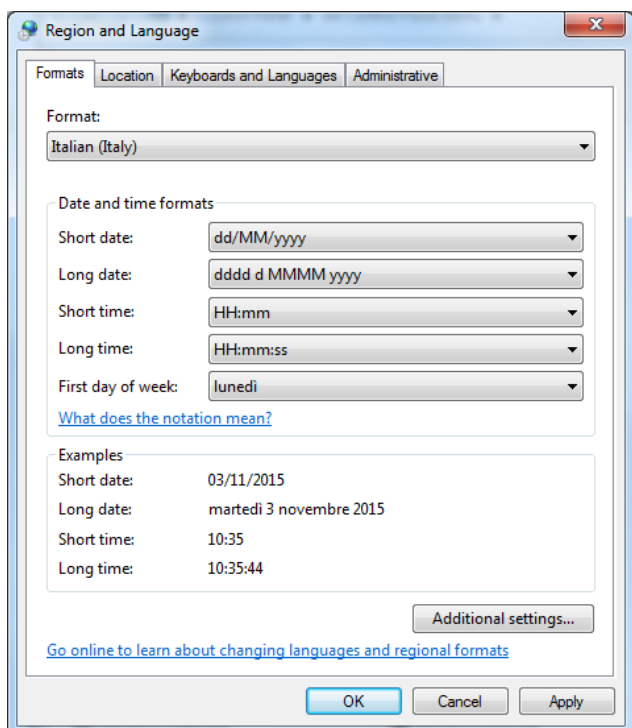 Region and Language
Formats Location Keyboards and Languages Administrative
Format:
Italian (Italy)
Date and time formats
Short date: dd/MM/yyyy
Long date: dddd d MMMM yyyy
Short time: HH:mm
Long time: HH:mm:ss
First day of week: lunedì
What does the notation mean?
Examples
Short date: 03/11/2015
Long date: martedì 3 novembre 2015
Short time: 10:35
Long time: 10:35:44
Additional settings...
Go online to learn about changing languages and regional formats
OK Cancel Apply